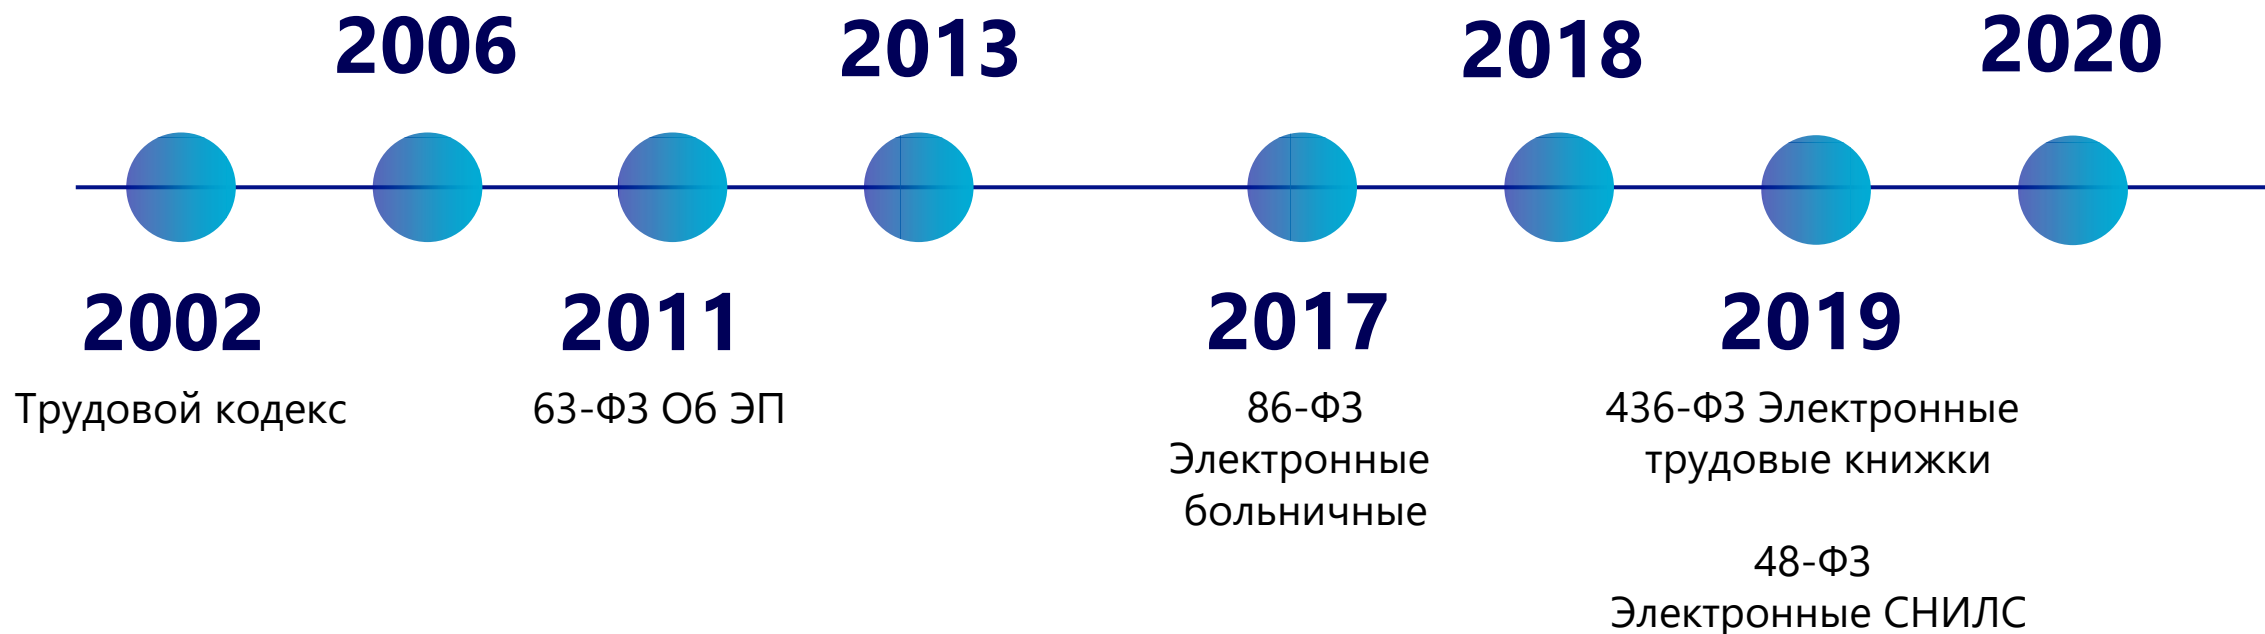 2006
2013
2018
2020
2002
2011
2017
2019
Трудовой кодекс
63-ФЗ Об ЭП
86-ФЗ
Электронные
больничные
436-ФЗ Электронные
трудовые книжки
48-ФЗ
Электронные СНИЛС